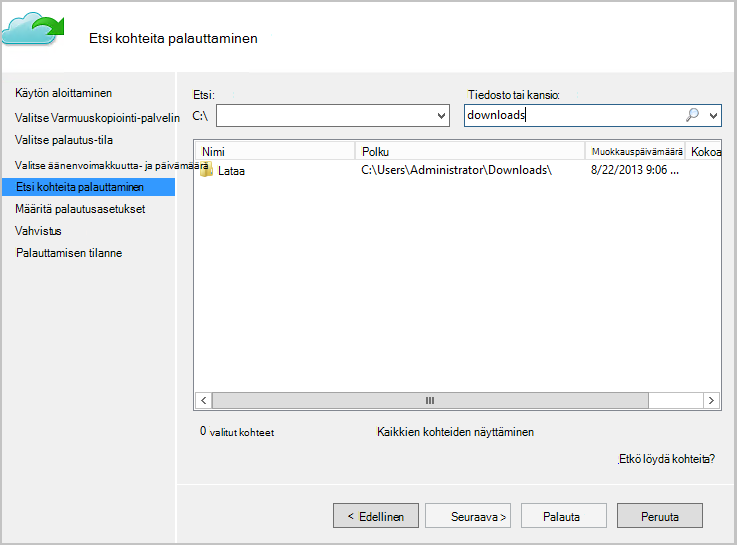 Etsi kohteita palauttaminen
Käytön aloittaminen
Valitse Varmuuskopiointi-palvelin
Valitse palautus-tila
Valitse äänenvoimakkuutta- ja päivämäärä
Etsi kohteita palauttaminen
Määritä palautusasetukset
Vahvistus
Palauttamisen tilanne
Etsi: Tiedosto tai kansio:
C:\ downloads
Nimi Polku Muokkauspäivämäärä Kokoa
Lataa C:\Users\Administrator\Downloads\ 8/22/2013 9:06 ...
0 valitut kohteet Kaikkien kohteiden näyttäminen
Etkö löydä kohteita?
< Edellinen Seuraava > Palauta Peruuta